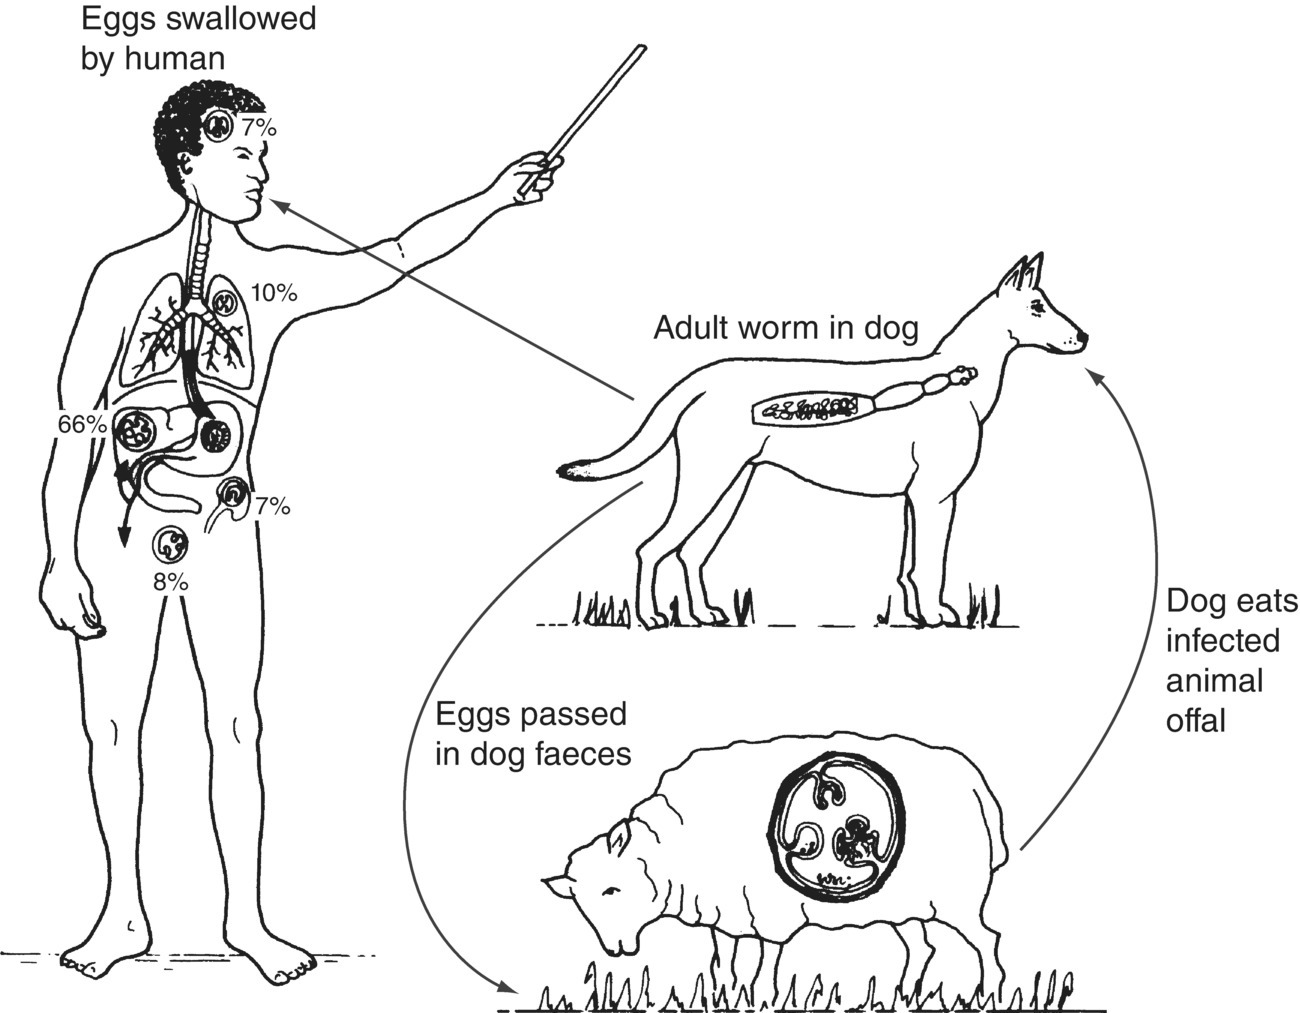 Eggs swallowed
by human
7%
10%
66%
7%
8%
Adult worm in dog
Dog eats
infected
animal
offal
Eggs passed
in dog faeces